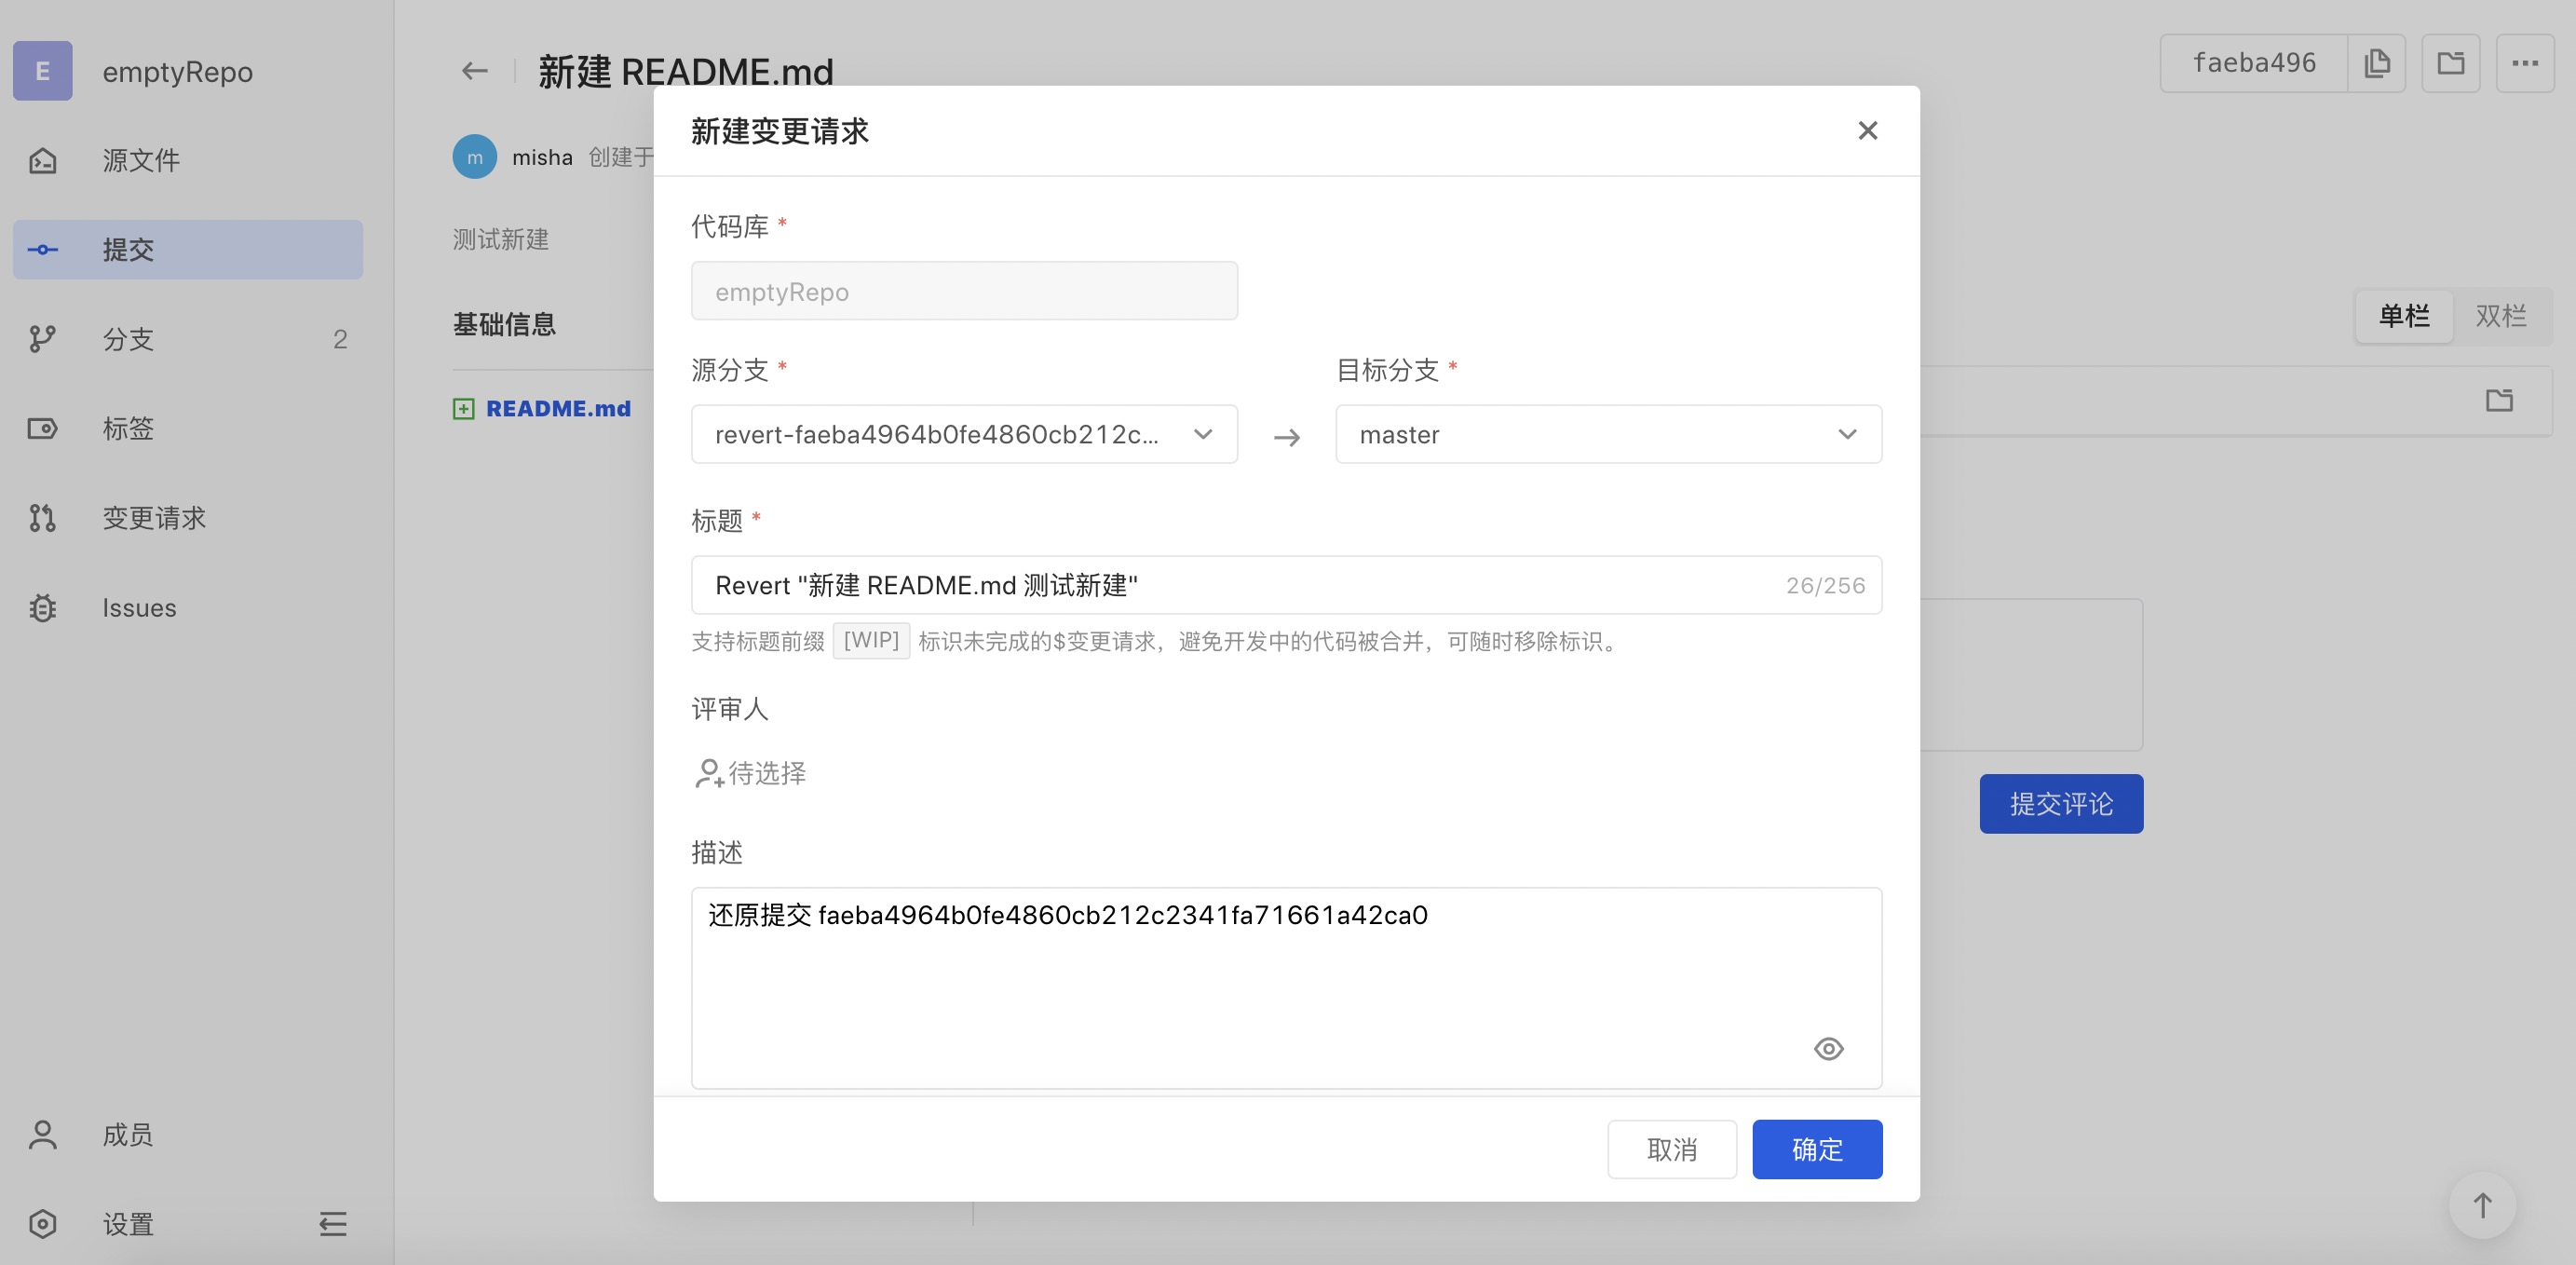 E
emptyRepo
源文件
提交
分支
2
标签
变更请求
Issues
成员
设置
新建 README.md
faeba496
m
misha 创建于
测试新建
基础信息
README.md
单栏
双栏
提交评论
新建变更请求
代码库 *
emptyRepo
源分支 *
目标分支 *
revert-faeba4964b0fe4860cb212c...
master
标题 *
Revert "新建 README.md 测试新建"
26/256
支持标题前缀 [WIP] 标识未完成的$变更请求，避免开发中的代码被合并，可随时移除标识。
评审人
待选择
描述
还原提交 faeba4964b0fe4860cb212c2341fa71661a42ca0
取消
确定